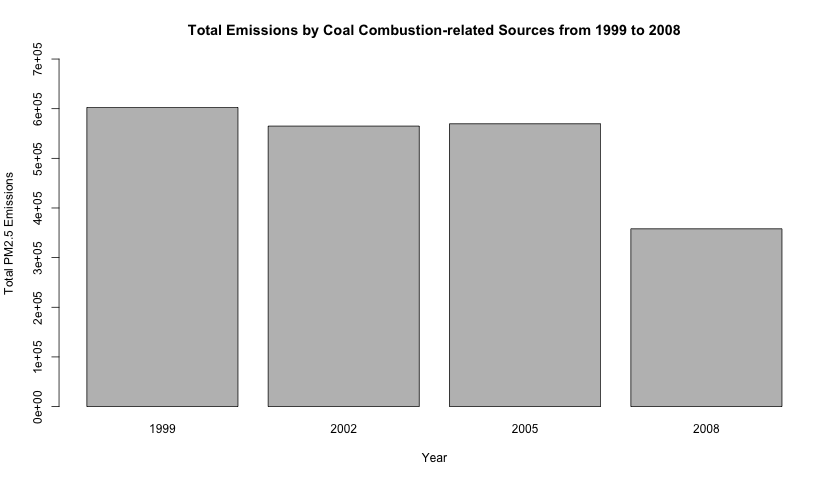 Total Emissions by Coal Combustion-related Sources from 1999 to 2008
Total PM2.5 Emissions
7e+05
6e+05
5e+05
4e+05
3e+05
2e+05
1e+05
0e+00
1999 2002 2005 2008
Year